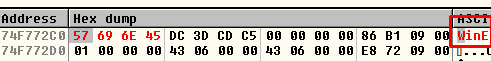 Address Hex dump ASCI
74F772C0 57 69 6E 45 DC 3D CD C5 00 00 00 00 86 B1 09 00 WinE
74F772D0 01 00 00 00 43 06 00 00 43 06 00 00 E8 72 09 00